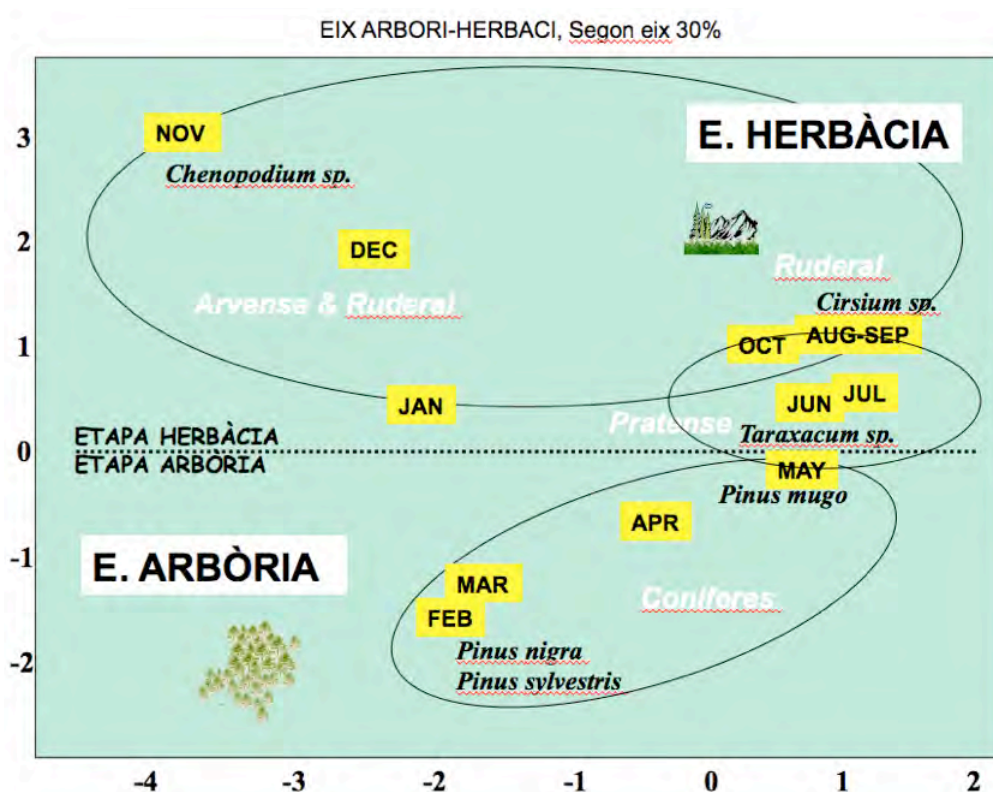 EIX ARBORI-HERBACI, Segon eix 30%
3
NOV
E. HERBÀCIA
Chenopodium sp.
2
DEC
Ruderal
Arvense & Ruderal
Cirsium sp.
1
OCT
AUG-SEP
JAN
JUN
JUL
Pratense
Taraxacum sp.
ETAPA HERBÀCIA
0
ETAPA ARBÒRIA
MAY
Pinus mugo
APR
-1
E. ARBÒRIA
MAR
Coniferes
FEB
Pinus nigra
-2
Pinus sylvestris
-4 -3 -2 -1 0 1 2